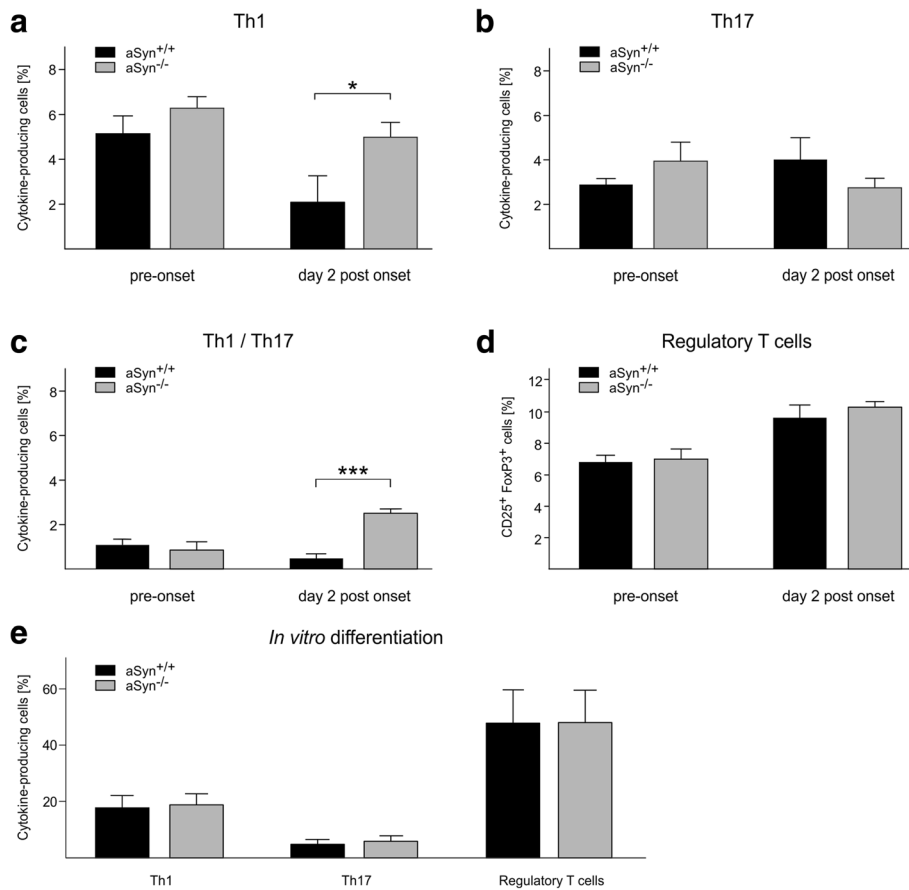 a
Th1
aSyn+/+
aSyn-/-
Cytokine-producing cells [%]
8
6
4
2
*
pre-onset
day 2 post onset
b
Th17
aSyn+/+
aSyn-/-
Cytokine-producing cells [%]
8
6
4
2
pre-onset
day 2 post onset
c
Th1 / Th17
aSyn+/+
aSyn-/-
Cytokine-producing cells [%]
8
6
4
2
***
pre-onset
day 2 post onset
d
Regulatory T cells
aSyn+/+
aSyn-/-
CD25+ FoxP3+ cells [%]
12
10
8
6
4
2
pre-onset
day 2 post onset
e
In vitro differentiation
aSyn+/+
aSyn-/-
Cytokine-producing cells [%]
60
40
20
Th1
Th17
Regulatory T cells